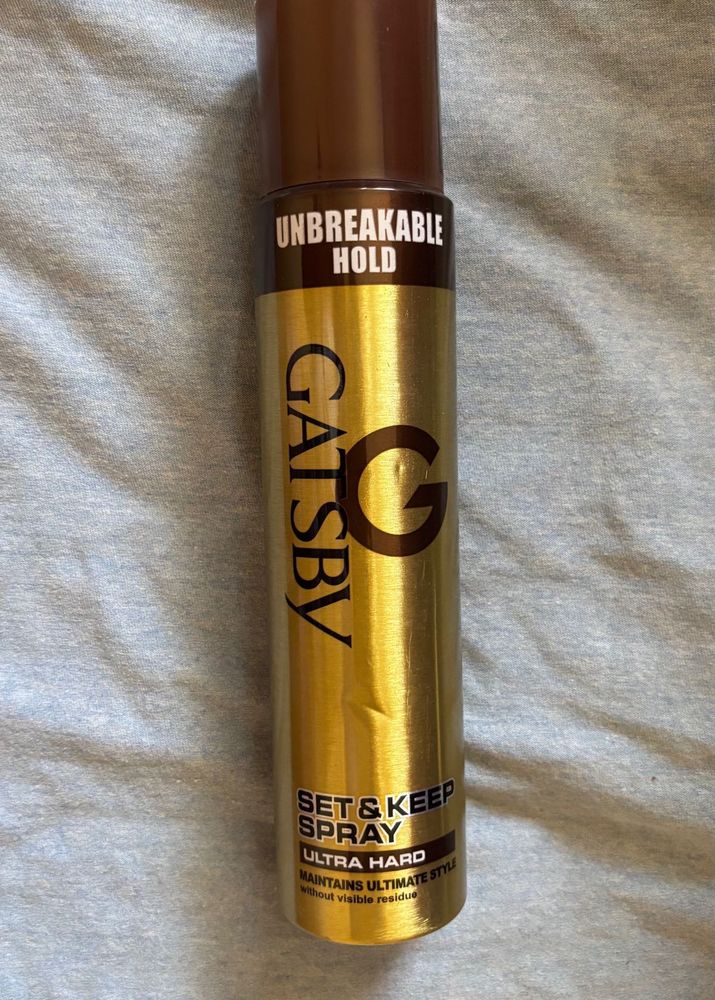 UNBREAKABLE
HOLD
GATSBY
G
SET & KEEP
SPRAY
ULTRA HARD
MAINTAINS ULTIMATE STYLE
without visible residue